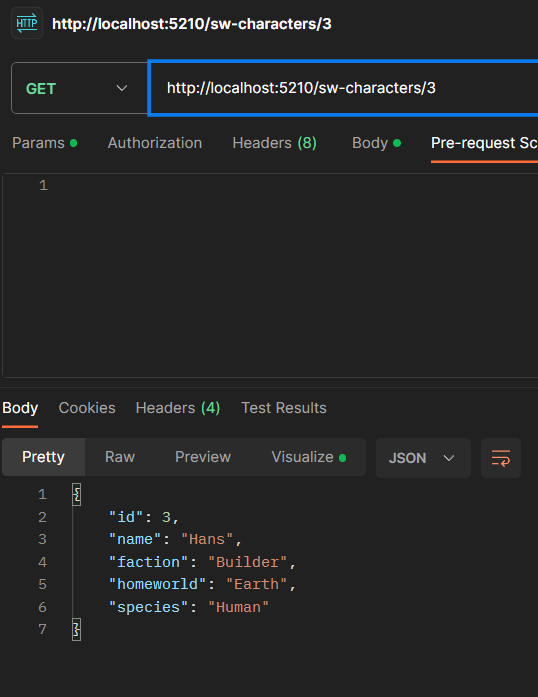 HTTP http://localhost:5210/sw-characters/3
GET http://localhost:5210/sw-characters/3
Params Authorization Headers (8) Body Pre-request Sc
1
Body Cookies Headers (4) Test Results
Pretty Raw Preview Visualize JSON
1 {
2 "id": 3,
3 "name": "Hans",
4 "faction": "Builder",
5 "homeworld": "Earth",
6 "species": "Human"
7 }